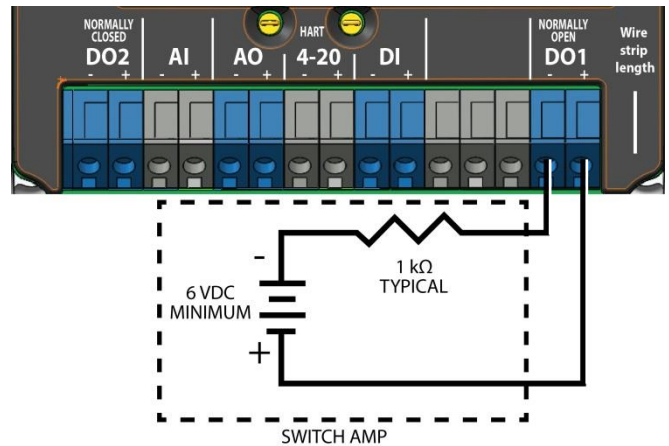 NORMALLY
CLOSED
DO2
- +
AI
- +
AO
- +
HART
4-20
- +
DI
- +
NORMALLY
OPEN
DO1
- +
Wire
strip
length
-
6 VDC
MINIMUM
+
1 kΩ
TYPICAL
SWITCH AMP